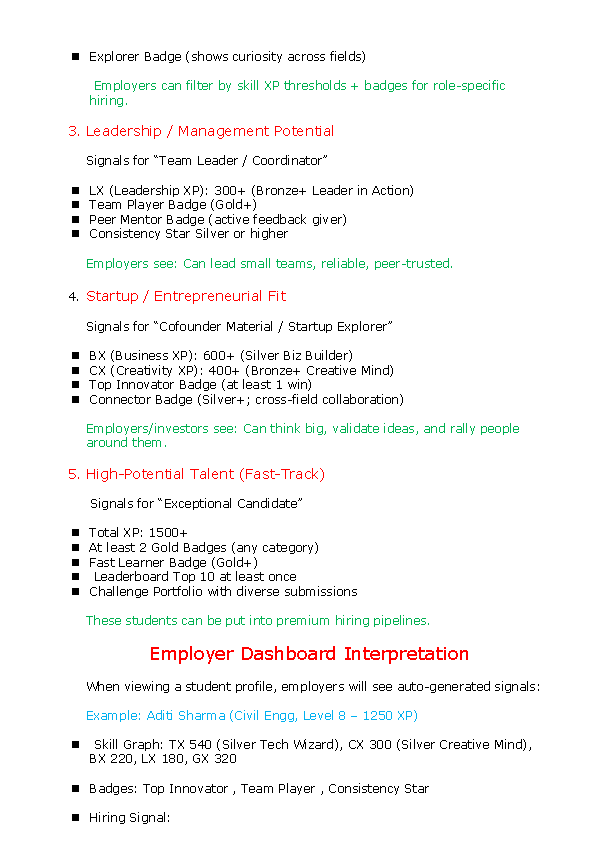 ■ Explorer Badge (shows curiosity across fields)
Employers can filter by skill XP thresholds + badges for role-specific
hiring.
3. Leadership / Management Potential
Signals for “Team Leader / Coordinator”
■ LX (Leadership XP): 300+ (Bronze+ Leader in Action)
■ Team Player Badge (Gold+)
■ Peer Mentor Badge (active feedback giver)
■ Consistency Star Silver or higher
Employers see: Can lead small teams, reliable, peer-trusted.
4. Startup / Entrepreneurial Fit
Signals for “Cofounder Material / Startup Explorer”
■ BX (Business XP): 600+ (Silver Biz Builder)
■ CX (Creativity XP): 400+ (Bronze+ Creative Mind)
■ Top Innovator Badge (at least 1 win)
■ Connector Badge (Silver+; cross-field collaboration)
Employers/investors see: Can think big, validate ideas, and rally people
around them.
5. High-Potential Talent (Fast-Track)
Signals for “Exceptional Candidate”
■ Total XP: 1500+
■ At least 2 Gold Badges (any category)
■ Fast Learner Badge (Gold+)
■ Leaderboard Top 10 at least once
■ Challenge Portfolio with diverse submissions
These students can be put into premium hiring pipelines.
Employer Dashboard Interpretation
When viewing a student profile, employers will see auto-generated signals:
Example: Aditi Sharma (Civil Engg, Level 8 – 1250 XP)
■ Skill Graph: TX 540 (Silver Tech Wizard), CX 300 (Silver Creative Mind),
BX 220, LX 180, GX 320
■ Badges: Top Innovator , Team Player , Consistency Star
■ Hiring Signal: